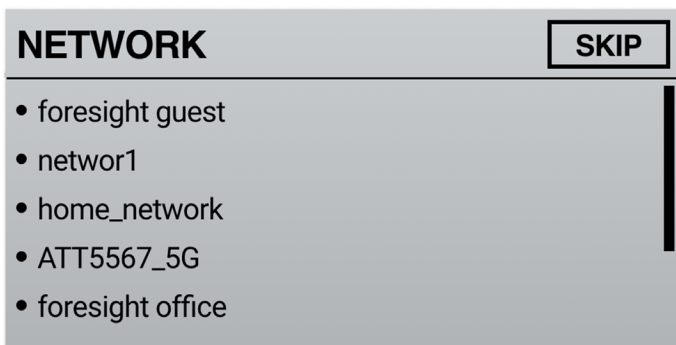 NETWORK SKIP
• foresight guest
• networ1
• home_network
• ATT5567_5G
• foresight office